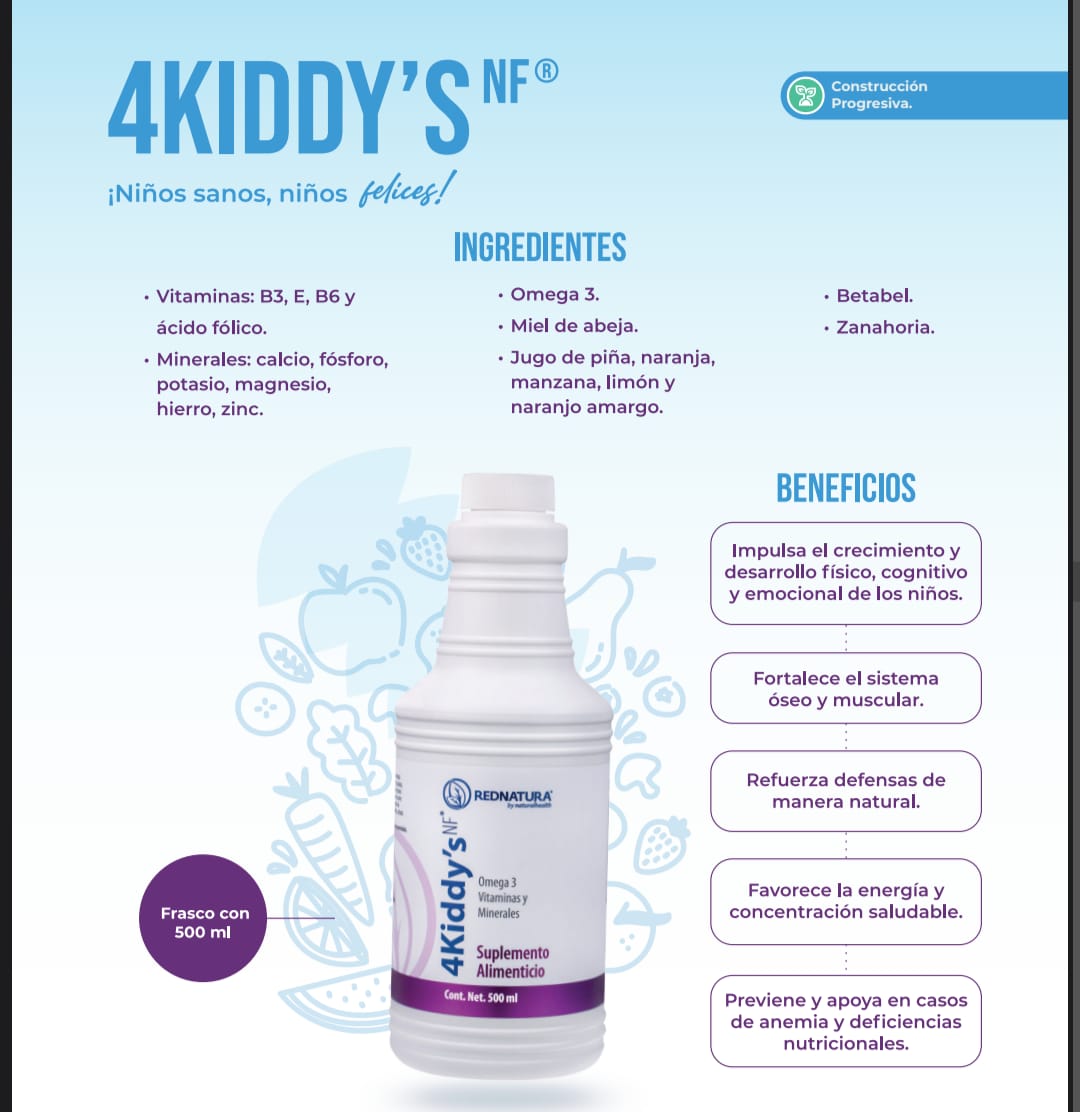 4KIDDY'S NF®
Construcción
Progresiva.
¡Niños sanos, niños felices!
INGREDIENTES
• Vitaminas: B3, E, B6 y
ácido fólico.
• Minerales: calcio, fósforo,
potasio, magnesio,
hierro, zinc.
• Omega 3.
• Miel de abeja.
• Jugo de piña, naranja,
manzana, limón y
naranjo amargo.
• Betabel.
• Zanahoria.
BENEFICIOS
Impulsa el crecimiento y
desarrollo físico, cognitivo
y emocional de los niños.
Fortalece el sistema
óseo y muscular.
Refuerza defensas de
manera natural.
Favorece la energía y
concentración saludable.
Previene y apoya en casos
de anemia y deficiencias
nutricionales.
Frasco con
500 ml
REDNATURA®
by naturalhealth
4Kiddy's NF®
Omega 3
Vitaminas y
Minerales
Suplemento
Alimenticio
Cont. Net. 500 ml